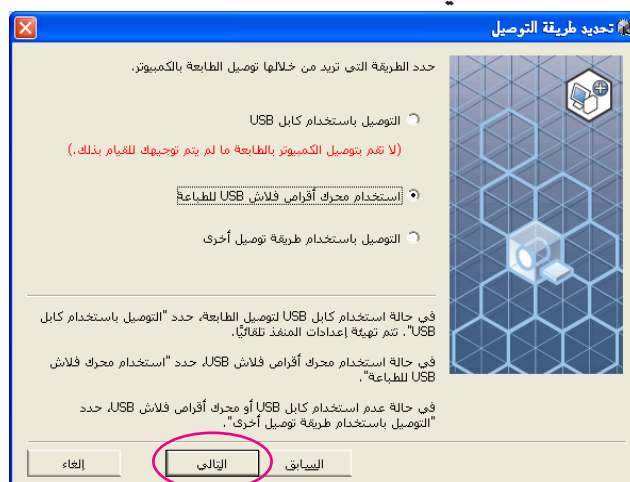 تحديد طريقة التوصيل
حدد الطريقة التي تريد من خلالها توصيل الطابعة بالكمبيوتر.
التوصيل باستخدام كابل USB
(لا تقم بتوصيل الكمبيوتر بالطابعة ما لم يتم توجيهك للقيام بذلك.)
استخدام محرك أقراص فلاش USB للطباعة
التوصيل باستخدام طريقة توصيل أخرى
في حالة استخدام كابل USB لتوصيل الطابعة، حدد "التوصيل باستخدام كابل
USB". تتم تهيئة إعدادات المنفذ تلقائيًا.
في حالة استخدام محرك أقراص فلاش USB، حدد "استخدام محرك فلاش
USB للطباعة".
في حالة عدم استخدام كابل USB أو محرك أقراص فلاش USB، حدد
"التوصيل باستخدام طريقة توصيل أخرى".
السابق التالي إلغاء